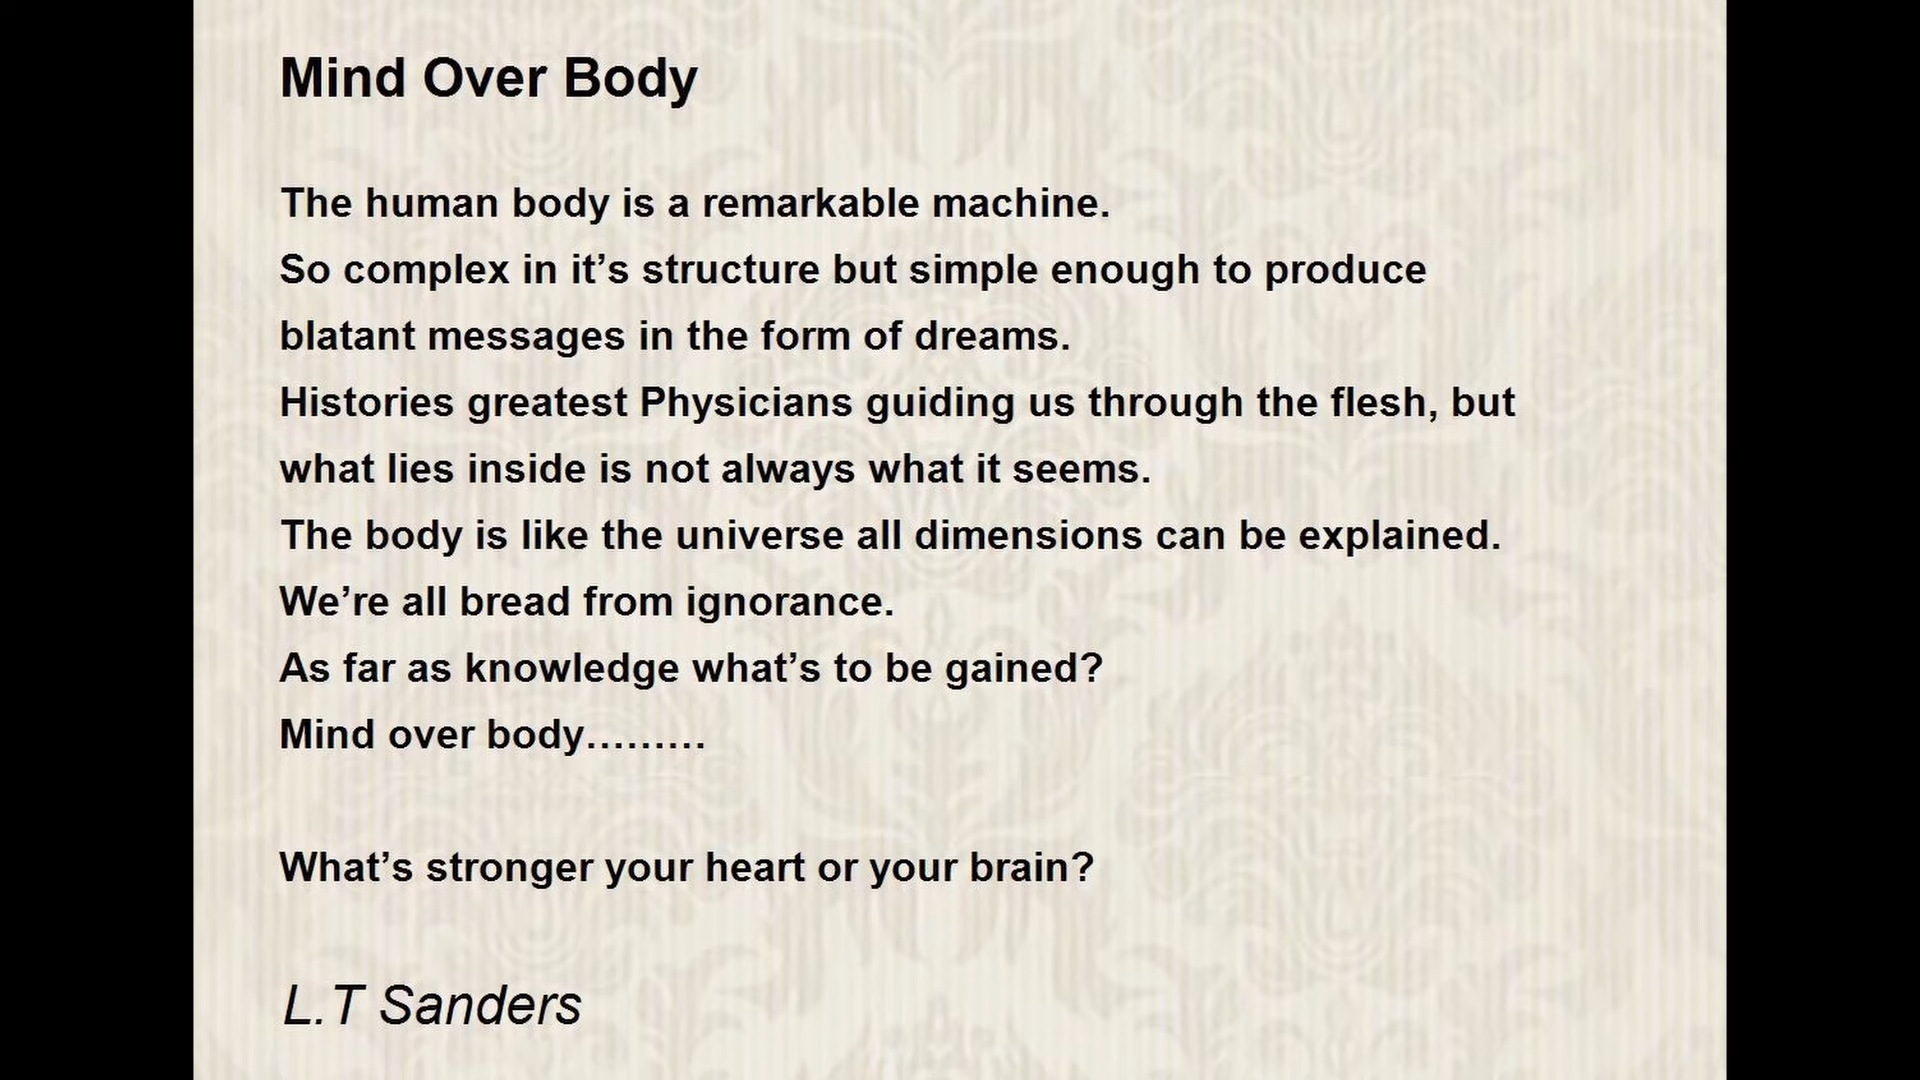 Mind Over Body
The human body is a remarkable machine.
So complex in it’s structure but simple enough to produce
blatant messages in the form of dreams.
Histories greatest Physicians guiding us through the flesh, but
what lies inside is not always what it seems.
The body is like the universe all dimensions can be explained.
We’re all bread from ignorance.
As far as knowledge what’s to be gained?
Mind over body………
What’s stronger your heart or your brain?
L.T Sanders